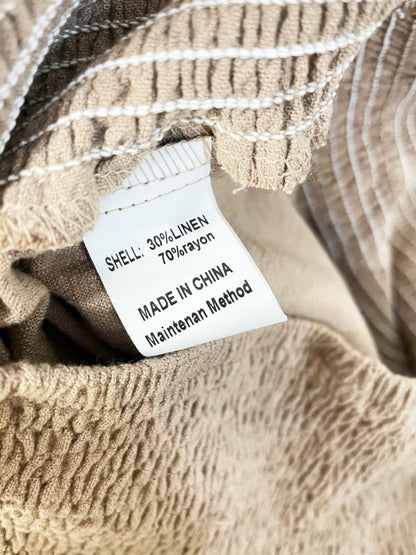 SHELL: 30%LINEN
70%rayon
MADE IN CHINA
Maintenan Method